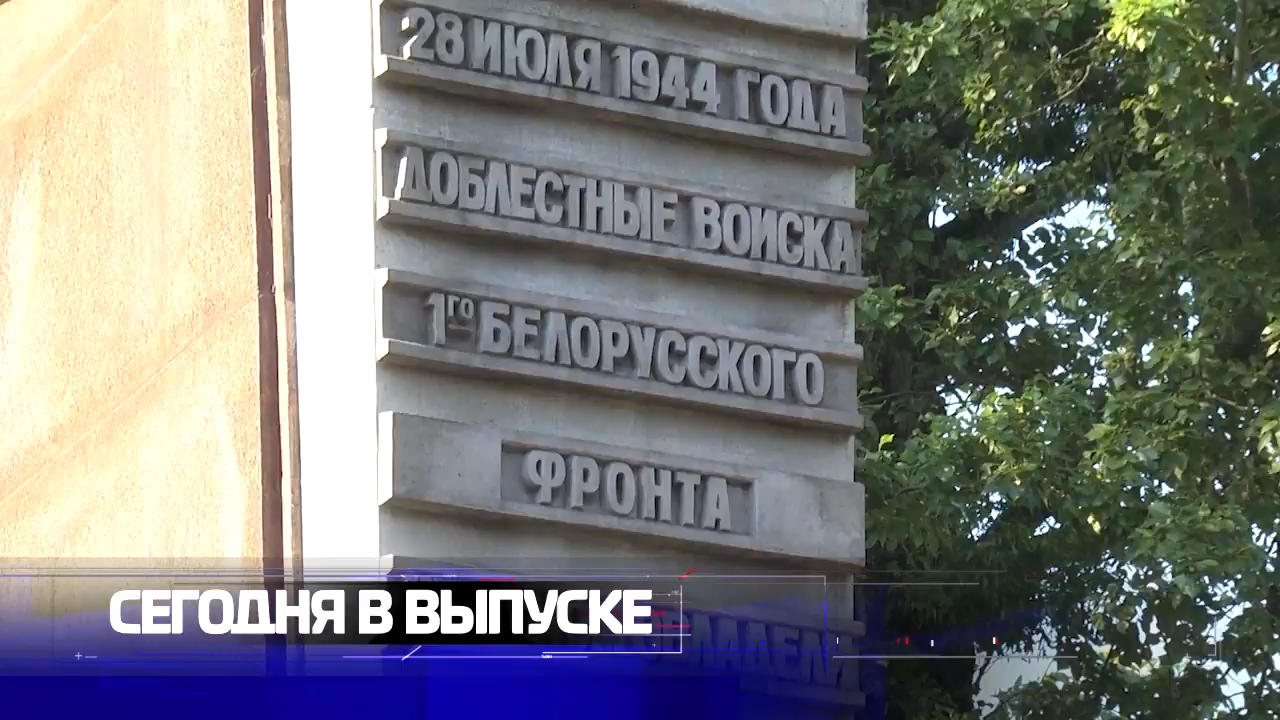 28 ИЮЛЯ 1944 ГОДА
ДОБЛЕСТНЫЕ ВОЙСКА
1го БЕЛОРУССКОГО
ФРОНТА
СЕГОДНЯ В ВЫПУСКЕ